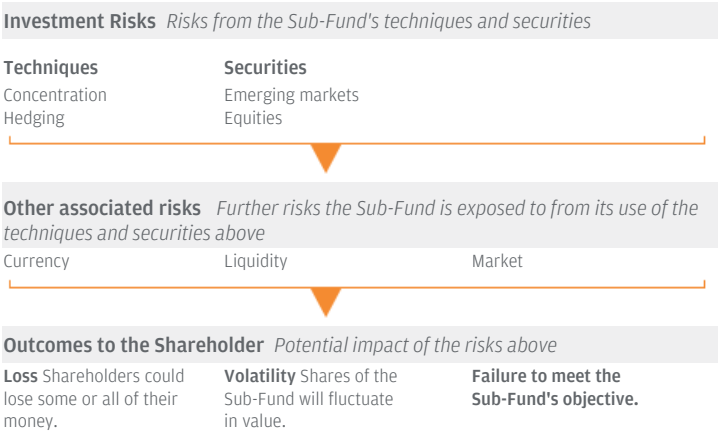 Investment Risks Risks from the Sub-Fund's techniques and securities
Techniques Securities
Concentration Emerging markets
Hedging Equities
Other associated risks Further risks the Sub-Fund is exposed to from its use of the
techniques and securities above
Currency Liquidity Market
Outcomes to the Shareholder Potential impact of the risks above
Loss Shareholders could
lose some or all of their
money.
Volatility Shares of the
Sub-Fund will fluctuate
in value.
Failure to meet the
Sub-Fund's objective.